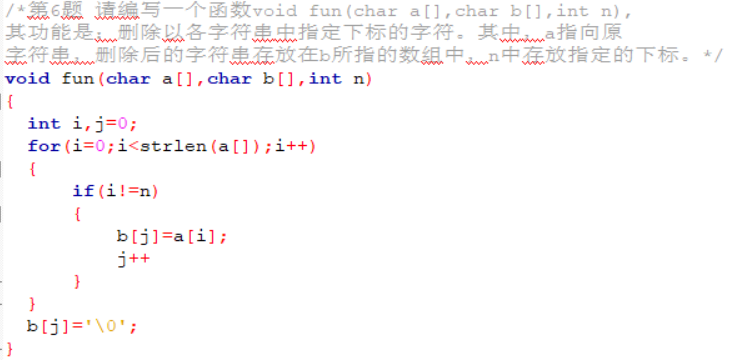 /*第6题 请编写一个函数void fun(char a[],char b[],int n),
其功能是：删除以各字符串中指定下标的字符。其中，a指向原
字符串，删除后的字符串存放在b所指的数组中，n中存放指定的下标。*/
void fun(char a[],char b[],int n)
{
int i,j=0;
for(i=0;i<strlen(a[]);i++)
{
if(i!=n)
{
b[j]=a[i];
j++
}
}
b[j]='\0';
}